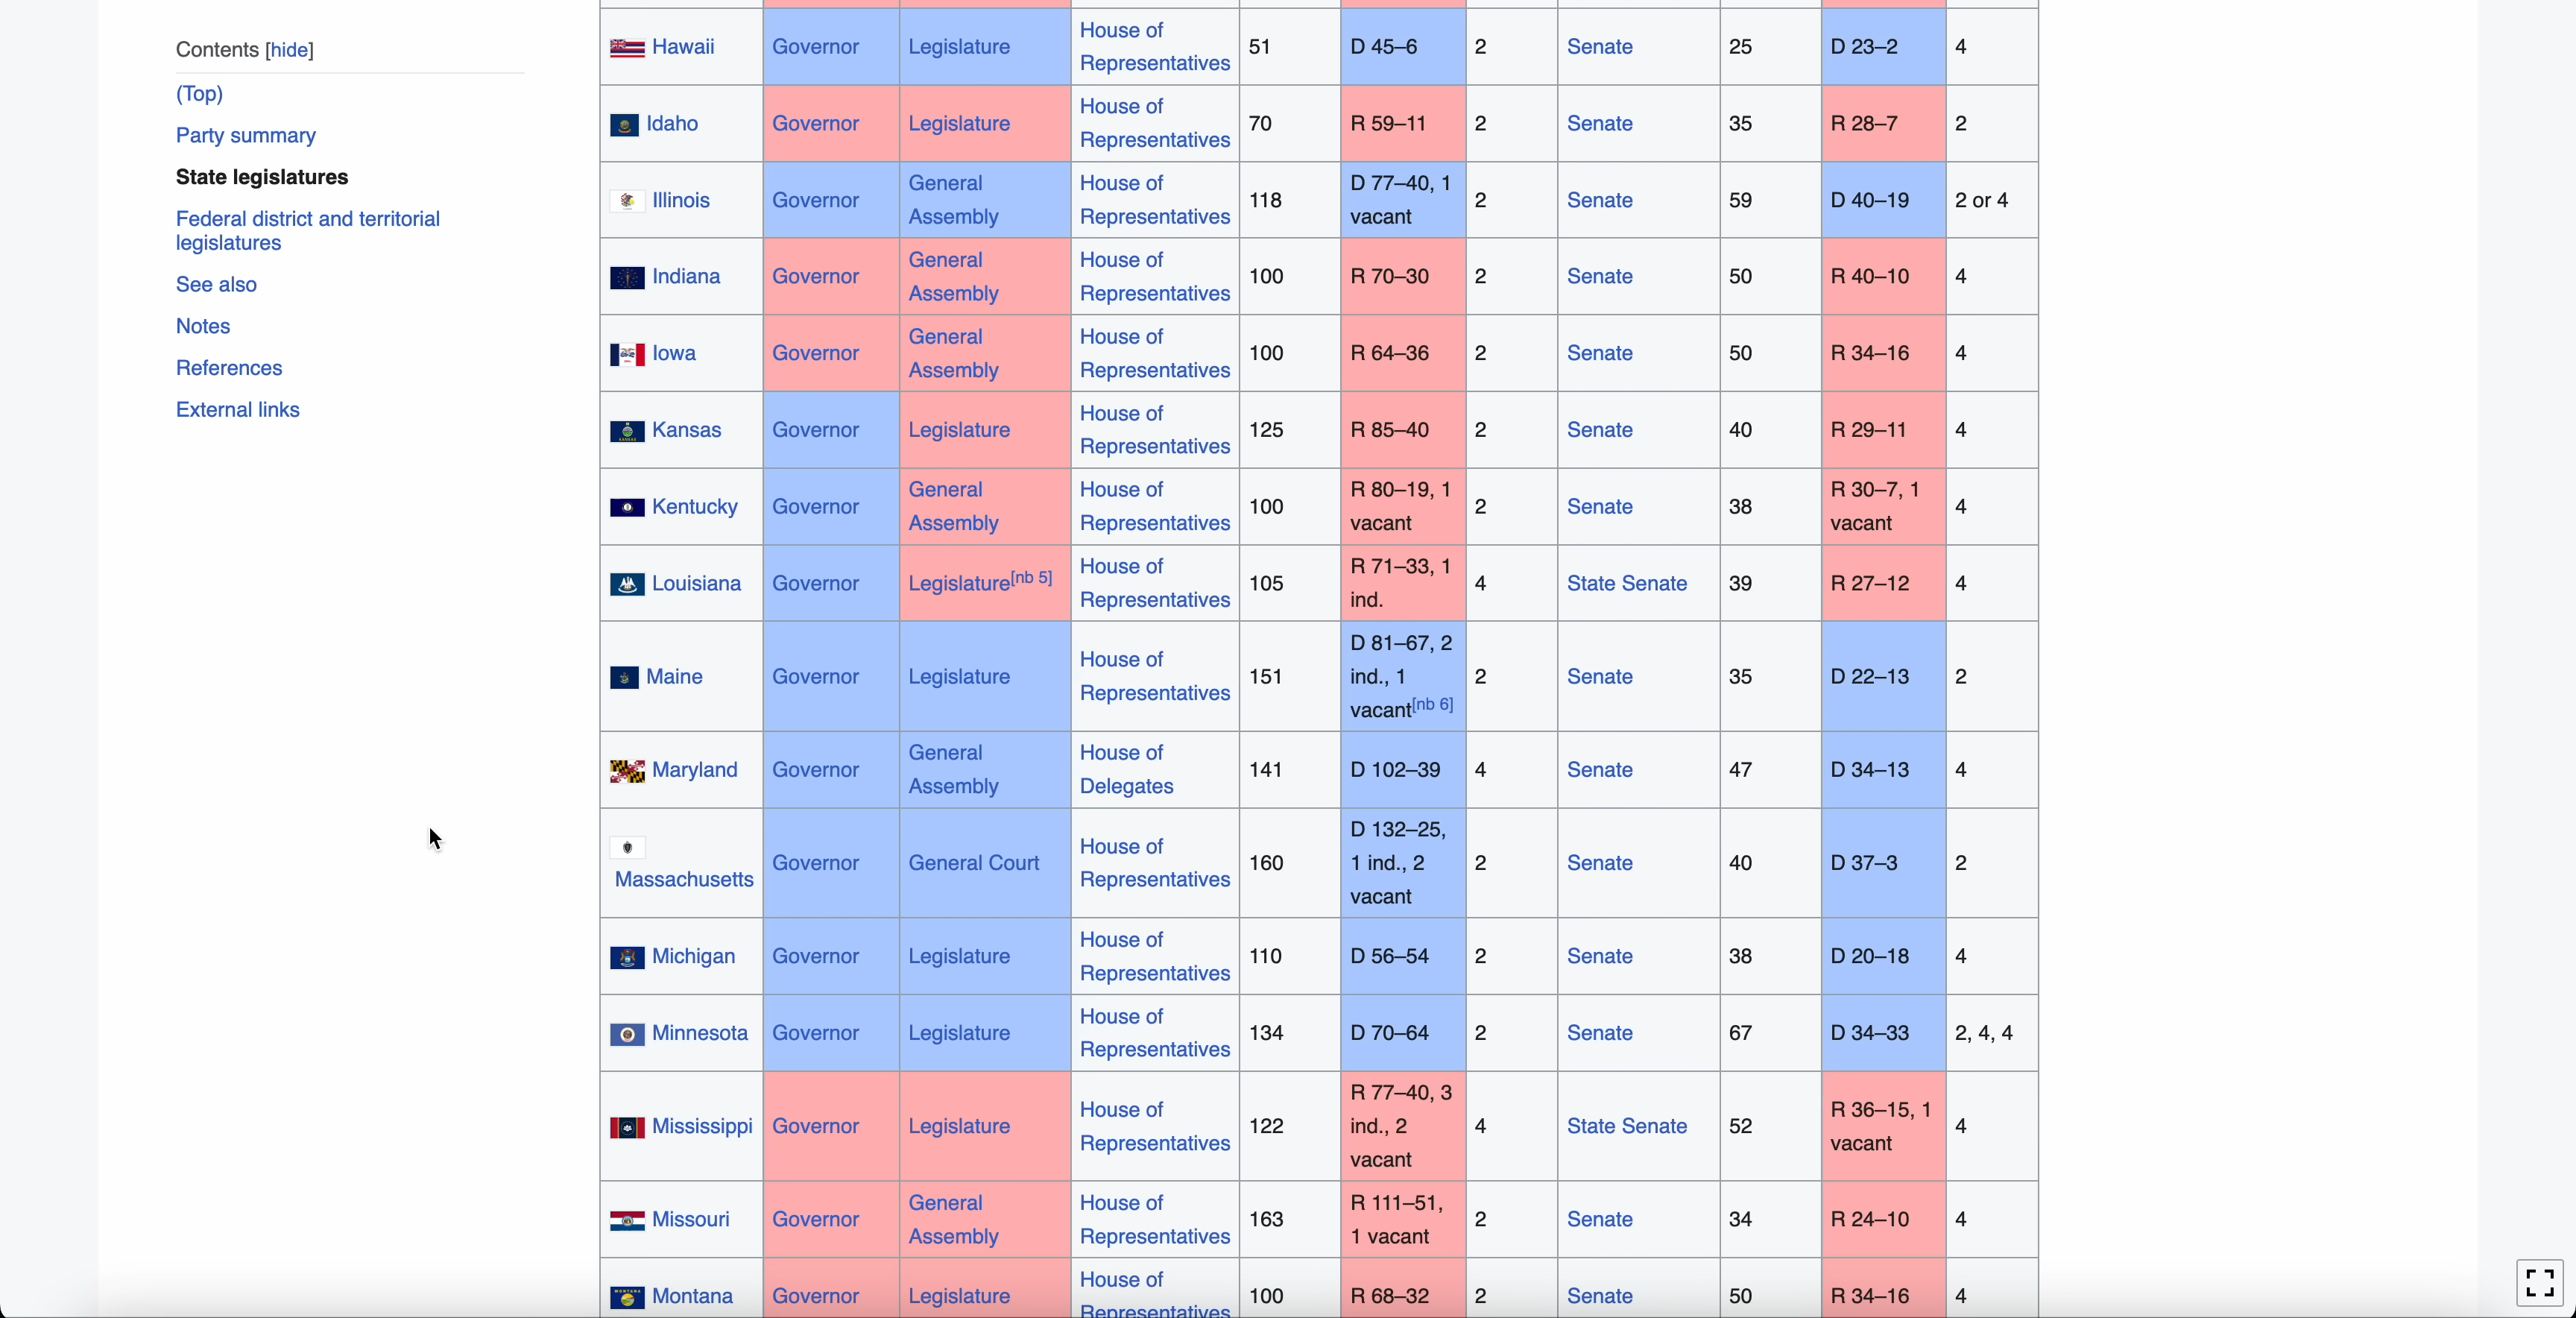 Contents [hide]
(Top)
Party summary
State legislatures
Federal district and territorial
legislatures
See also
Notes
References
External links
Hawaii Governor Legislature House of Representatives 51 D 45–6 2 Senate 25 D 23–2 4
Idaho Governor Legislature House of Representatives 70 R 59–11 2 Senate 35 R 28–7 2
Illinois Governor General Assembly House of Representatives 118 D 77–40, 1 vacant 2 Senate 59 D 40–19 2 or 4
Indiana Governor General Assembly House of Representatives 100 R 70–30 2 Senate 50 R 40–10 4
Iowa Governor General Assembly House of Representatives 100 R 64–36 2 Senate 50 R 34–16 4
Kansas Governor Legislature House of Representatives 125 R 85–40 2 Senate 40 R 29–11 4
Kentucky Governor General Assembly House of Representatives 100 R 80–19, 1 vacant 2 Senate 38 R 30–7, 1 vacant 4
Louisiana Governor Legislature[nb 5] House of Representatives 105 R 71–33, 1 ind. 4 State Senate 39 R 27–12 4
Maine Governor Legislature House of Representatives 151 D 81–67, 2 ind., 1 vacant[nb 6] 2 Senate 35 D 22–13 2
Maryland Governor General Assembly House of Delegates 141 D 102–39 4 Senate 47 D 34–13 4
Massachusetts Governor General Court House of Representatives 160 D 132–25, 1 ind., 2 vacant 2 Senate 40 D 37–3 2
Michigan Governor Legislature House of Representatives 110 D 56–54 2 Senate 38 D 20–18 4
Minnesota Governor Legislature House of Representatives 134 D 70–64 2 Senate 67 D 34–33 2, 4, 4
Mississippi Governor Legislature House of Representatives 122 R 77–40, 3 ind., 2 vacant 4 State Senate 52 R 36–15, 1 vacant 4
Missouri Governor General Assembly House of Representatives 163 R 111–51, 1 vacant 2 Senate 34 R 24–10 4
Montana Governor Legislature House of Representatives 100 R 68–32 2 Senate 50 R 34–16 4